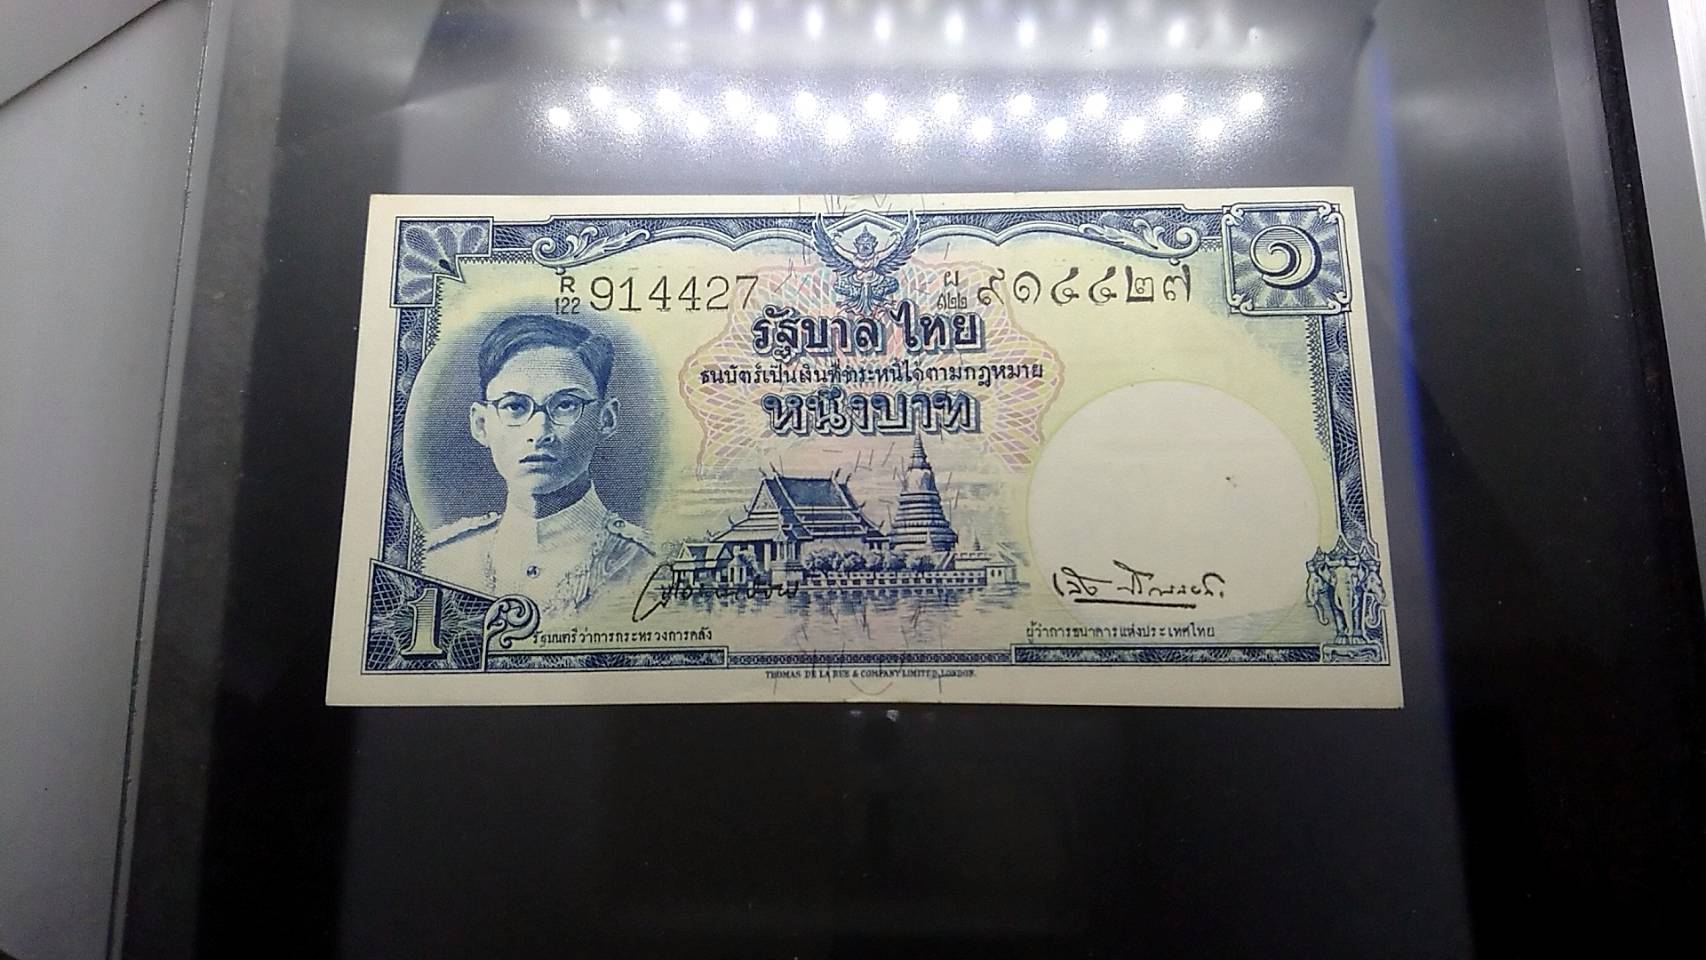 R/122 914427 ผ/๑๒๒ ๙๑๔๔๒๗ ๑
รัฐบาลไทย
ธนบัตร์เป็นเงินที่ชำระหนี้ได้ตามกฎหมาย
หนึ่งบาท
1
รัฐมนตรีว่าการกระทรวงการคลัง
ผู้ว่าการธนาคารแห่งประเทศไทย
THOMAS DE LA RUE & COMPANY LIMITED, LONDON.